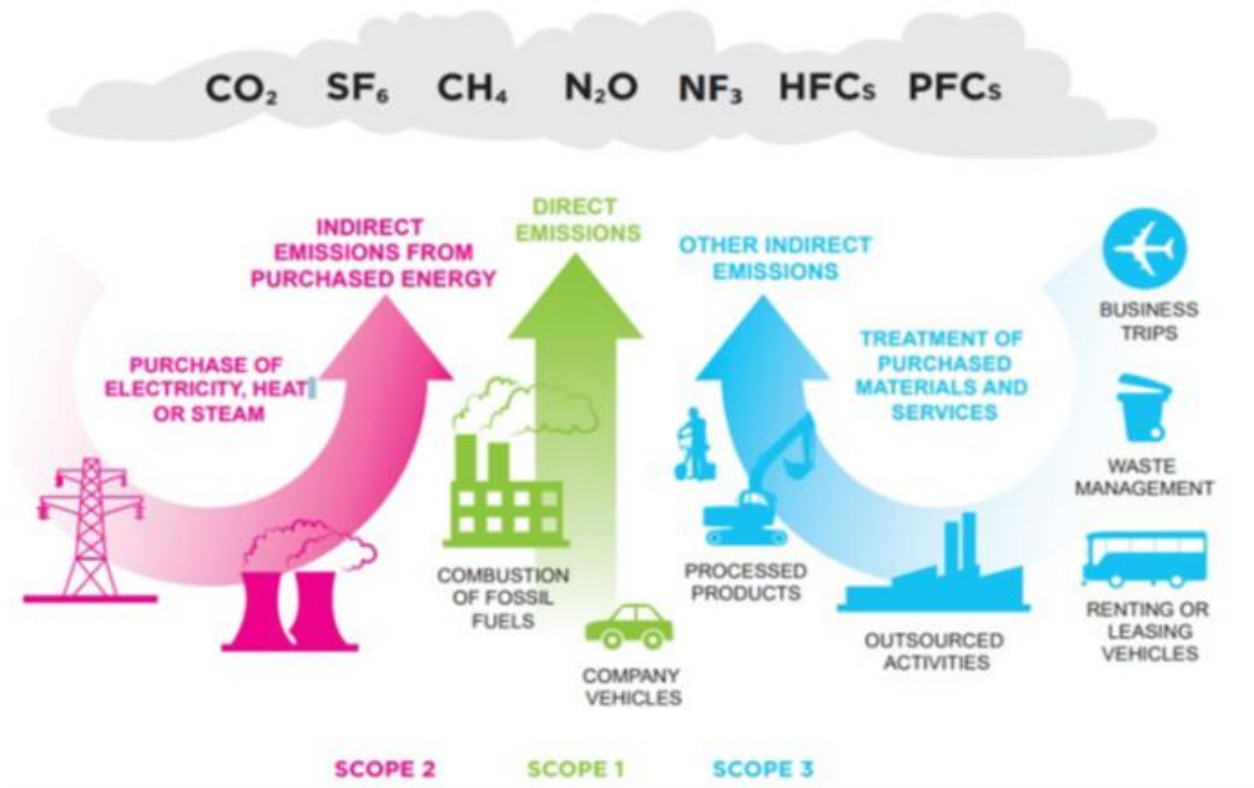 CO₂ SF₆ CH₄ N₂O NF₃ HFCs PFCs
INDIRECT
EMISSIONS FROM
PURCHASED ENERGY
DIRECT
EMISSIONS
OTHER INDIRECT
EMISSIONS
PURCHASE OF
ELECTRICITY, HEAT
OR STEAM
TREATMENT OF
PURCHASED
MATERIALS AND
SERVICES
BUSINESS
TRIPS
WASTE
MANAGEMENT
COMBUSTION
OF FOSSIL
FUELS
COMPANY
VEHICLES
PROCESSED
PRODUCTS
OUTSOURCED
ACTIVITIES
RENTING OR
LEASING
VEHICLES
SCOPE 2 SCOPE 1 SCOPE 3